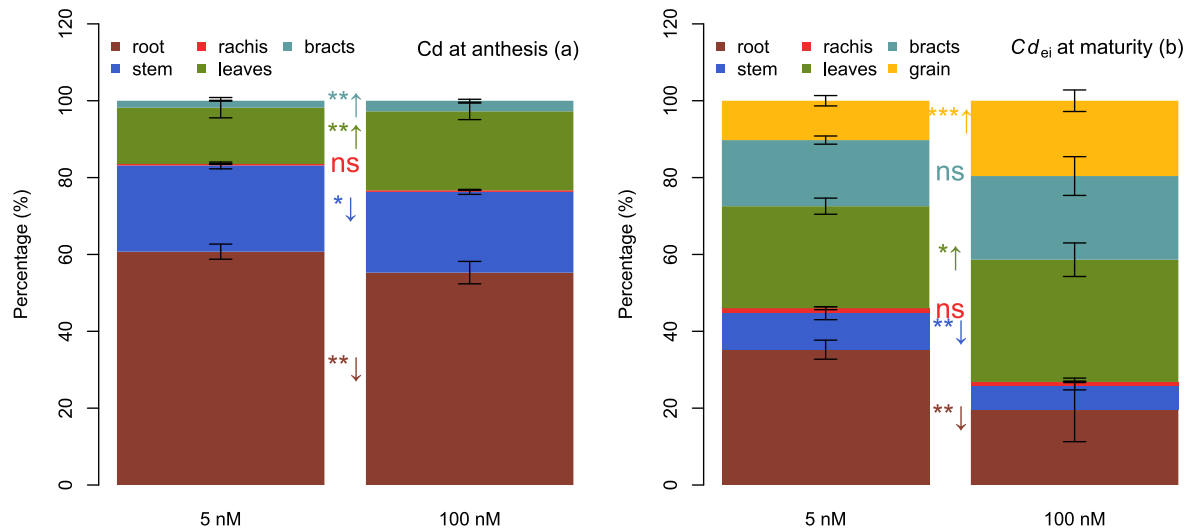 120
100
80
60
40
20
0
Percentage (%)
root rachis bracts
stem leaves
Cd at anthesis (a)
**↑
**↑
ns
*↓
**↓
5 nM 100 nM
120
100
80
60
40
20
0
Percentage (%)
root rachis bracts
stem leaves grain
Cd_ei at maturity (b)
***↑
ns
*↑
ns
**↓
**↓
5 nM 100 nM